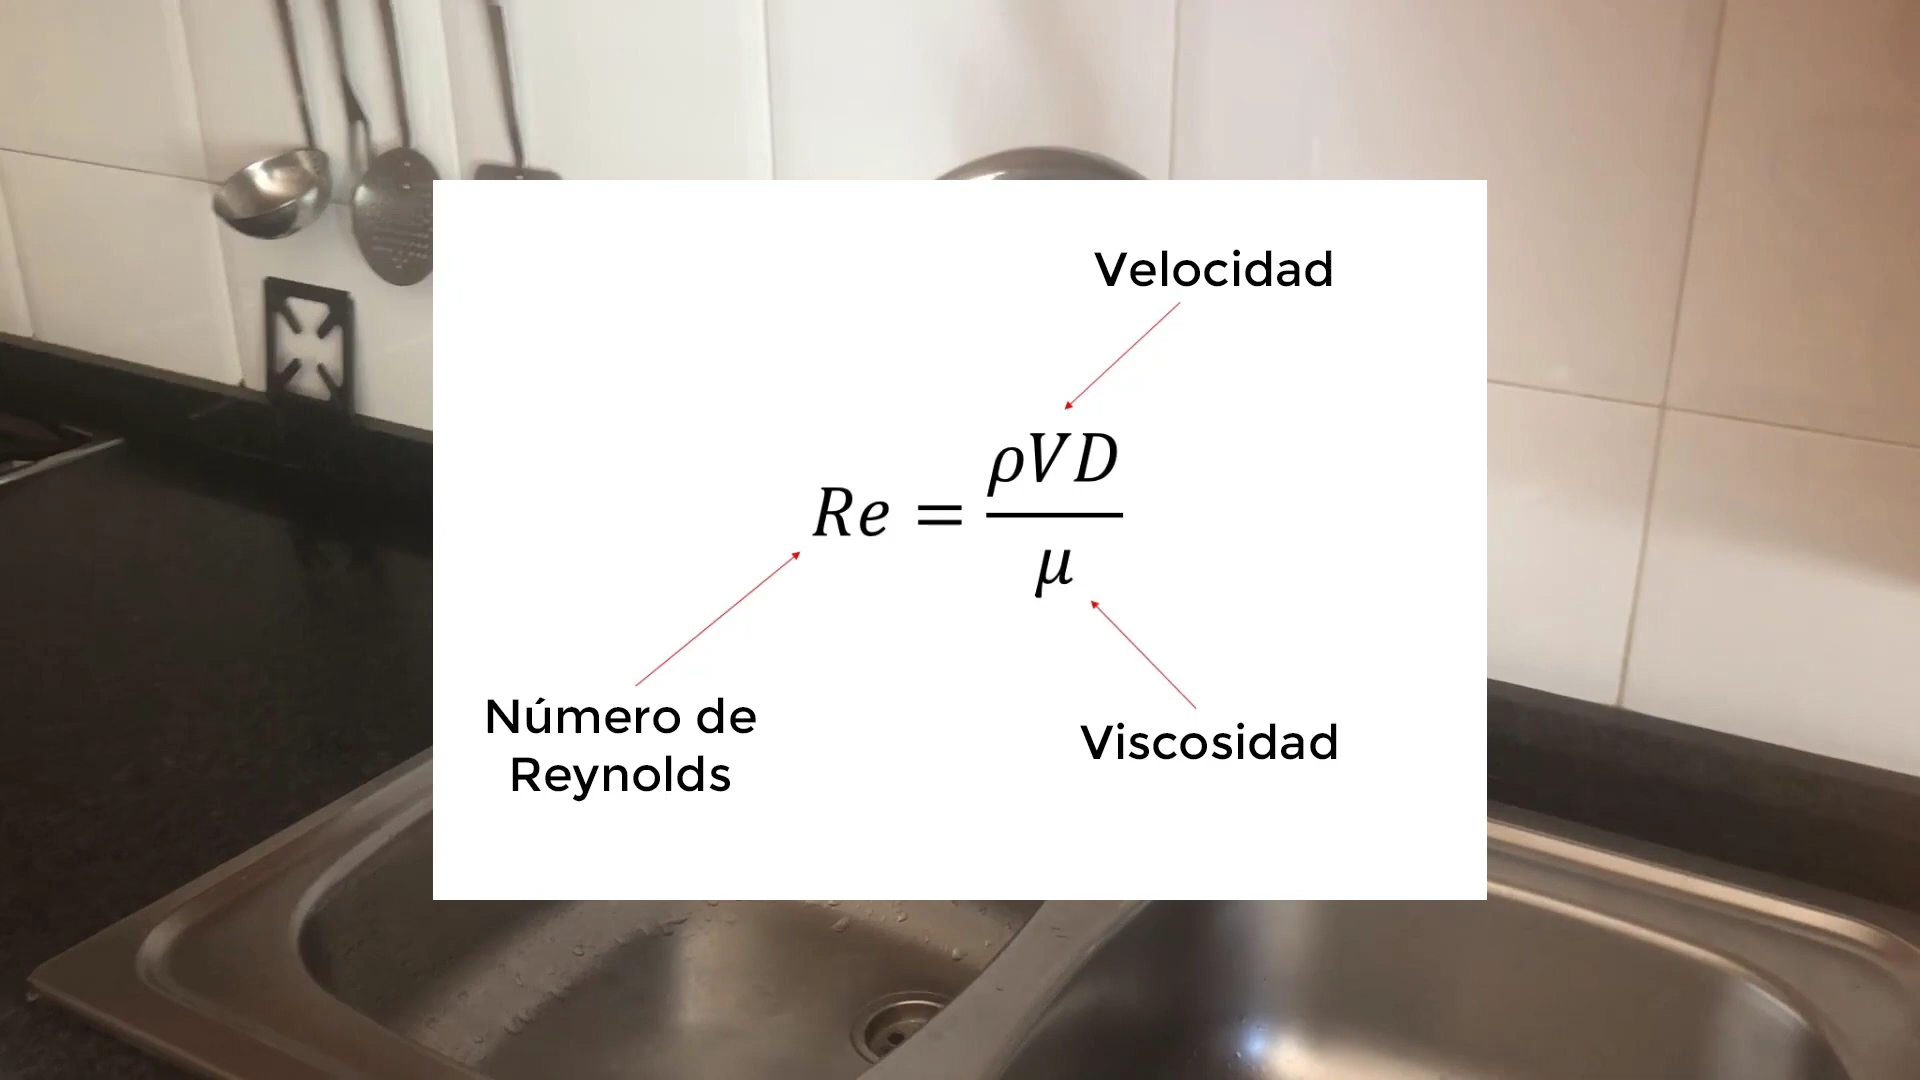 Velocidad
Re = ρVD / μ
Número de
Reynolds
Viscosidad